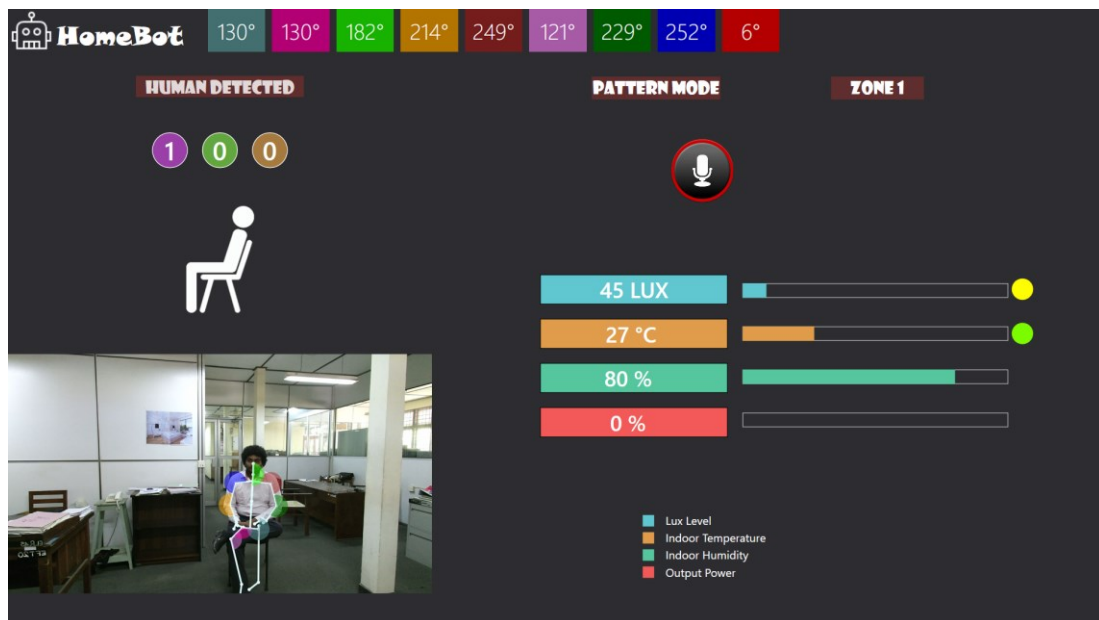 HomeBot 130° 130° 182° 214° 249° 121° 229° 252° 6°
HUMAN DETECTED
PATTERN MODE
ZONE 1
1 0 0
45 LUX
27 °C
80 %
0 %
Lux Level
Indoor Temperature
Indoor Humidity
Output Power